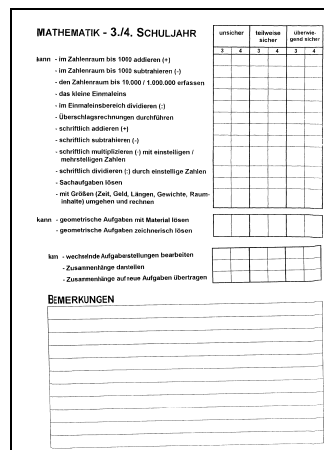 MATHEMATIK - 3./4. SCHULJAHR
unsicher teilweise sicher überwiegend sicher
3 4 3 4 3 4
kann - im Zahlenraum bis 1000 addieren (+)
- im Zahlenraum bis 1000 subtrahieren (-)
- den Zahlenraum bis 10.000 / 1.000.000 erfassen
- das kleine Einmaleins
- im Einmaleinsbereich dividieren (:)
- Überschlagsrechnungen durchführen
- schriftlich addieren (+)
- schriftlich subtrahieren (-)
- schriftlich multiplizieren (·) mit einstelligen /
mehrstelligen Zahlen
- schriftlich dividieren (:) durch einstellige Zahlen
- Sachaufgaben lösen
- mit Größen (Zeit, Geld, Längen, Gewichte, Raum-
inhalte) umgehen und rechnen
kann - geometrische Aufgaben mit Material lösen
- geometrische Aufgaben zeichnerisch lösen
- wechselnde Aufgabenstellungen bearbeiten
- Zusammenhänge
- Zusammenhänge auf neue Aufgaben übertragen
BEMERKUNGEN